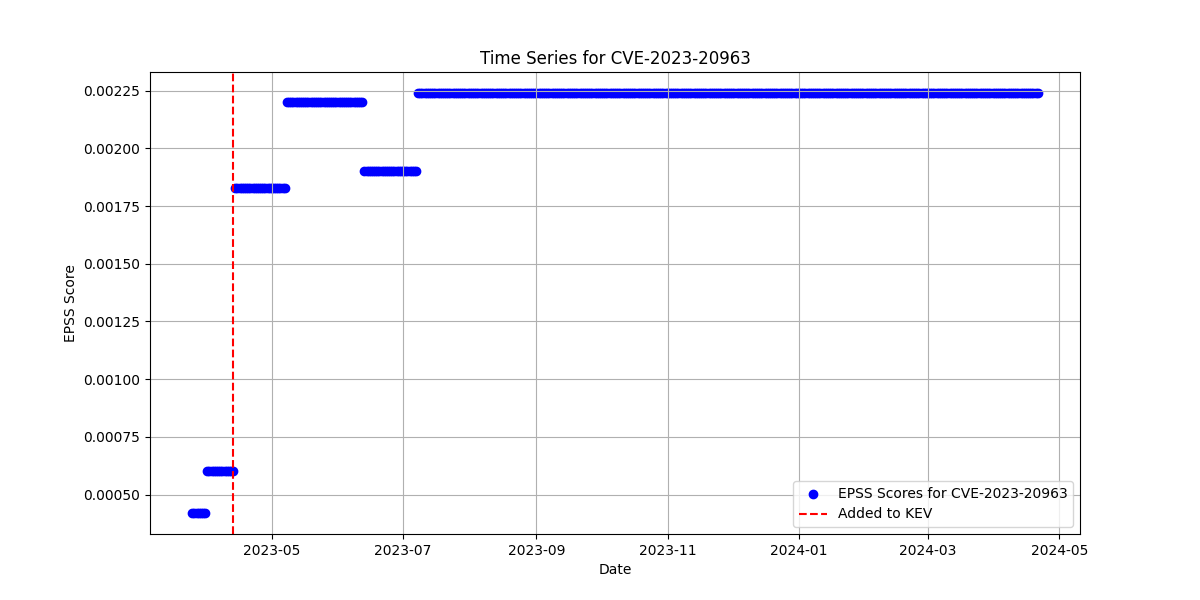 Time Series for CVE-2023-20963
EPSS Score
0.00225
0.00200
0.00175
0.00150
0.00125
0.00100
0.00075
0.00050
EPSS Scores for CVE-2023-20963
Added to KEV
2023-05 2023-07 2023-09 2023-11 2024-01 2024-03 2024-05
Date